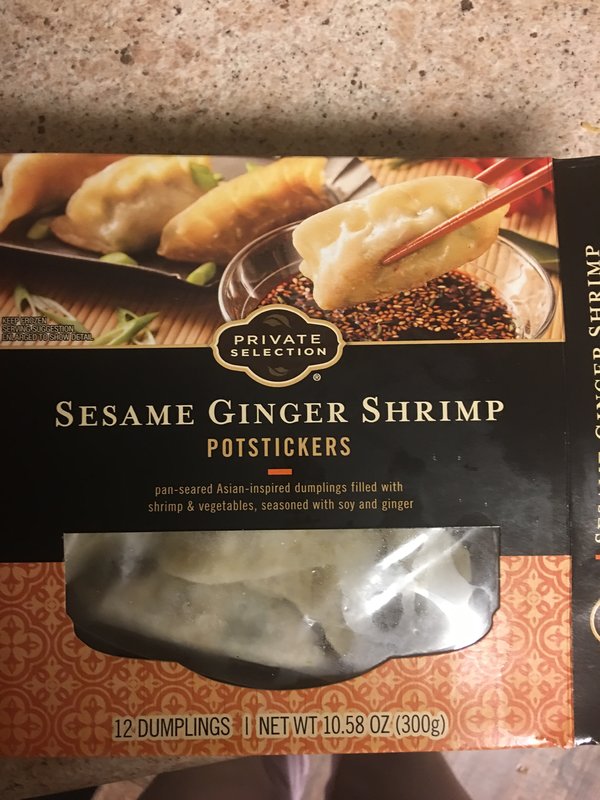 KEEP FROZEN
SERVING SUGGESTION
ENLARGED TO SHOW DETAIL
PRIVATE
SELECTION
®
SESAME GINGER SHRIMP
POTSTICKERS
pan-seared Asian-inspired dumplings filled with
shrimp & vegetables, seasoned with soy and ginger
12 DUMPLINGS | NET WT 10.58 OZ (300g)
SESAME GINGER SHRIMP